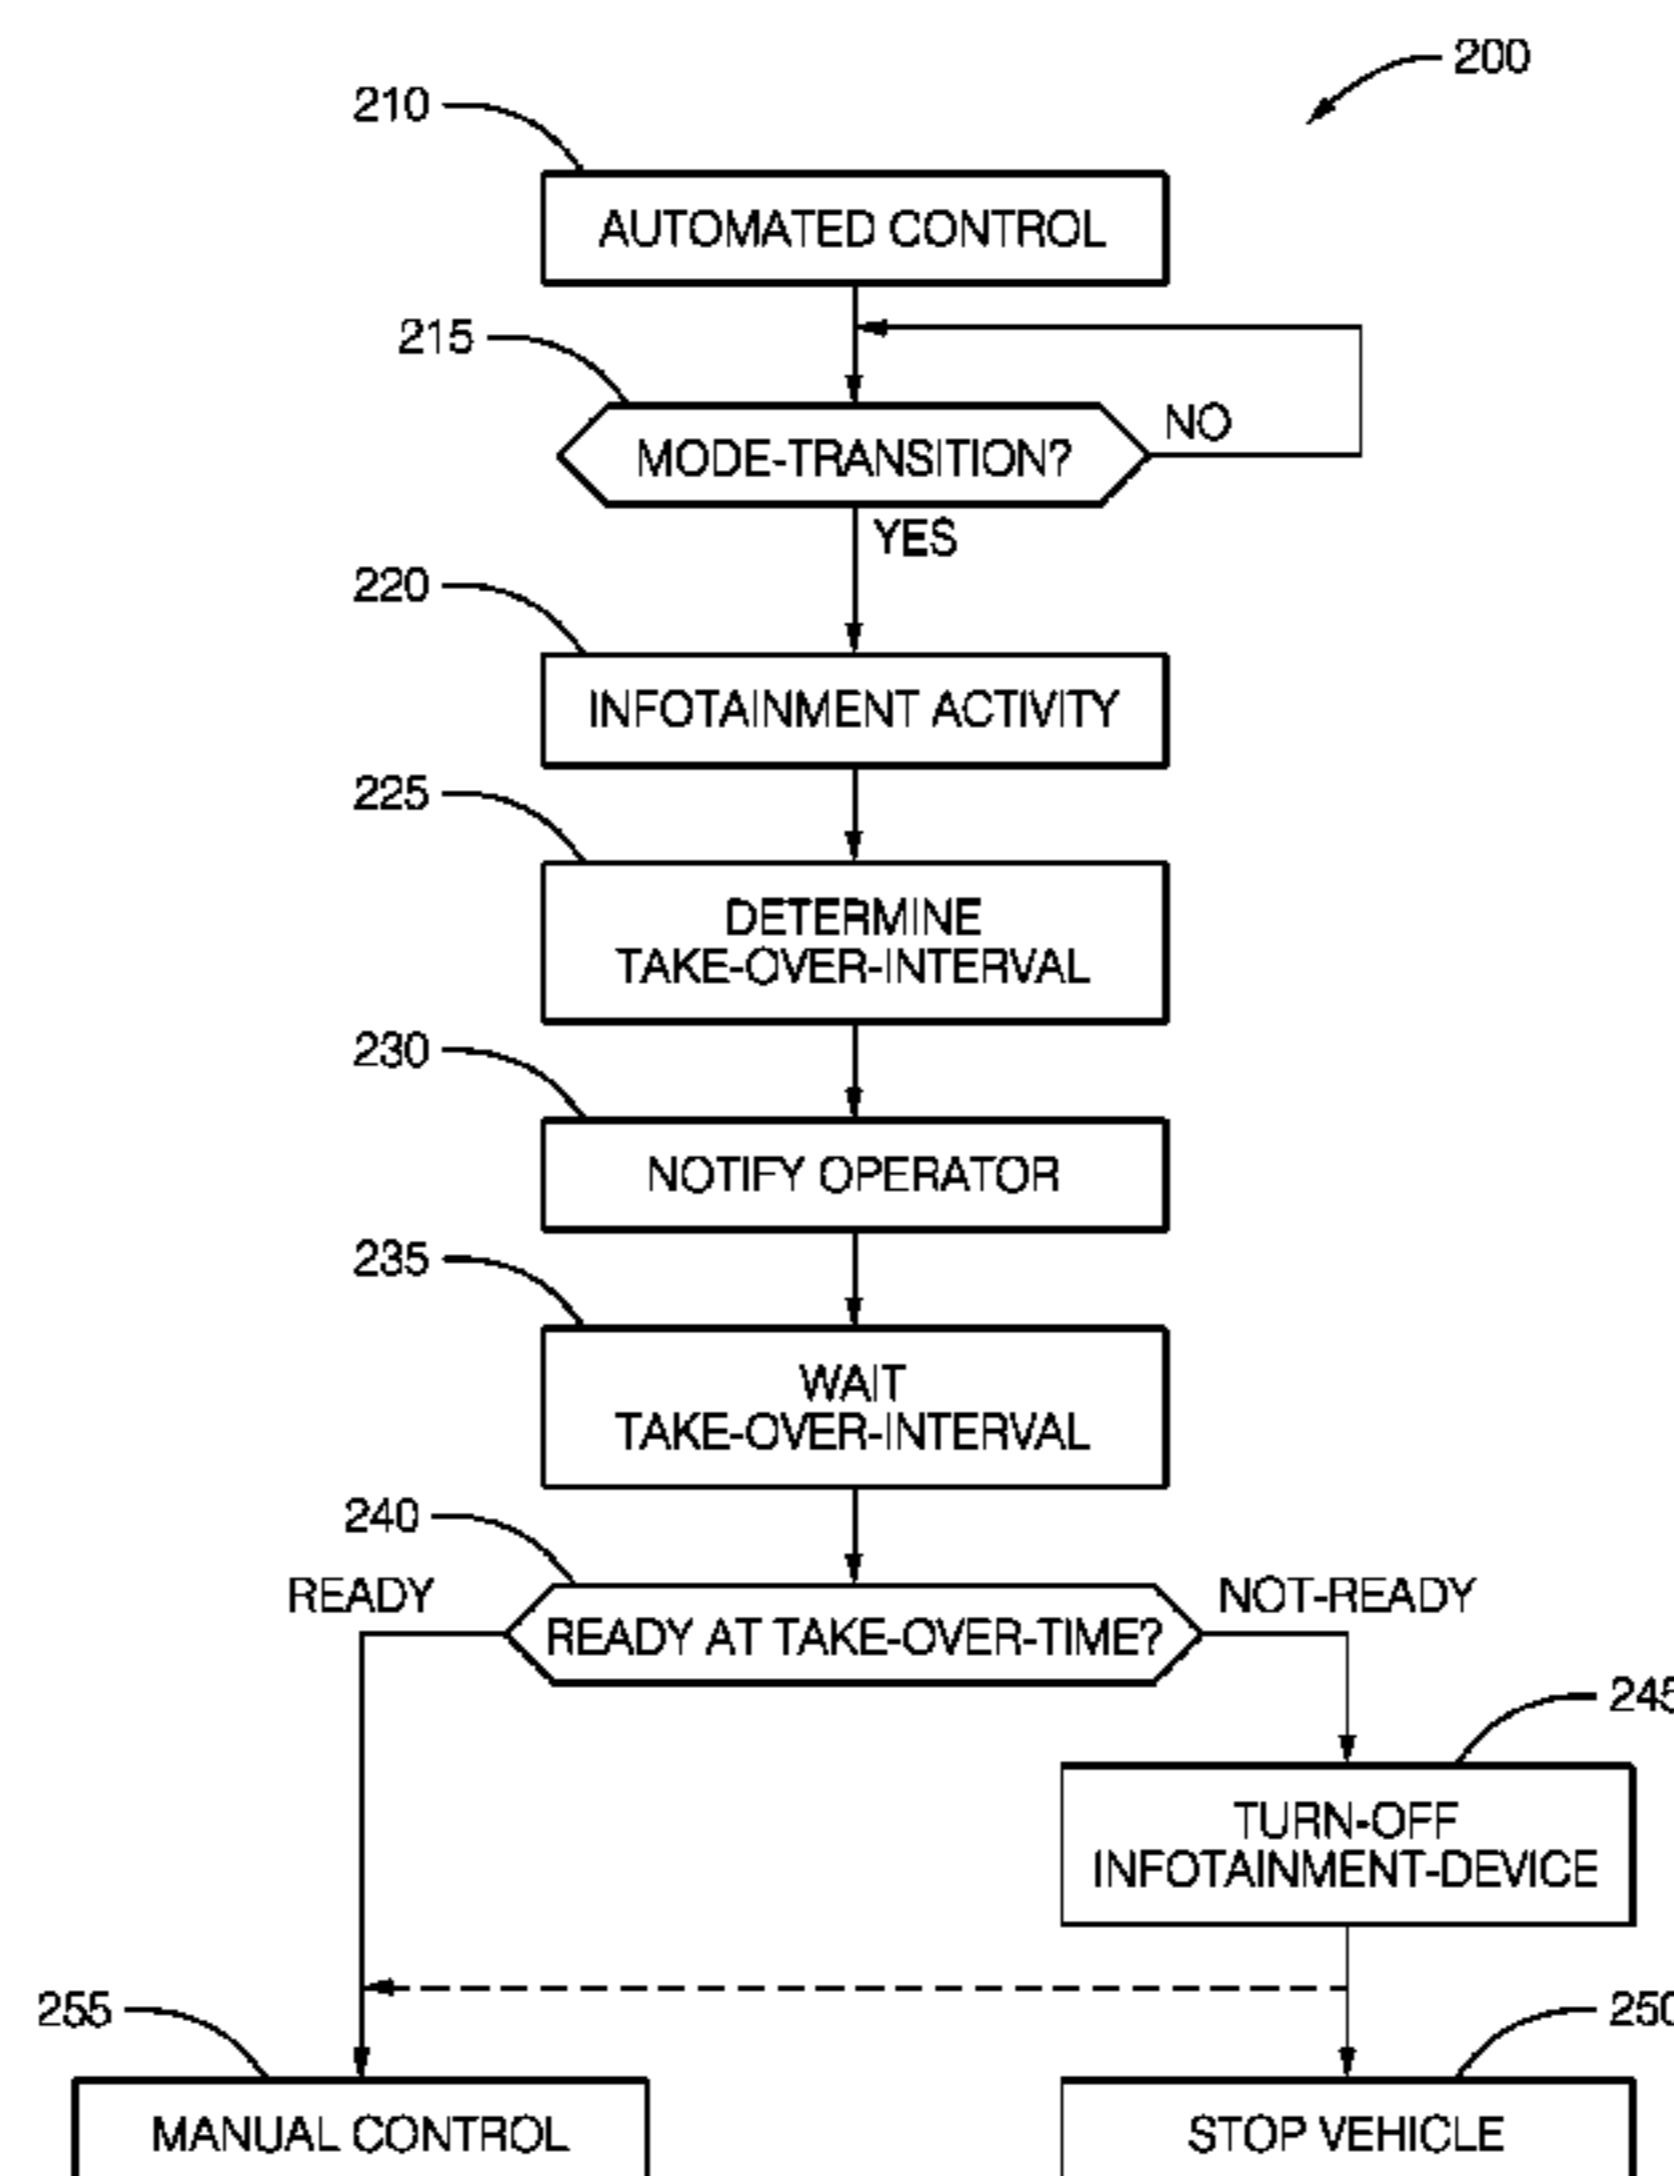 200
210
AUTOMATED CONTROL
215
MODE-TRANSITION?
NO
YES
220
INFOTAINMENT ACTIVITY
225
DETERMINE
TAKE-OVER-INTERVAL
230
NOTIFY OPERATOR
235
WAIT
TAKE-OVER-INTERVAL
240
READY
READY AT TAKE-OVER-TIME?
NOT-READY
245
TURN-OFF
INFOTAINMENT-DEVICE
255
250
MANUAL CONTROL
STOP VEHICLE